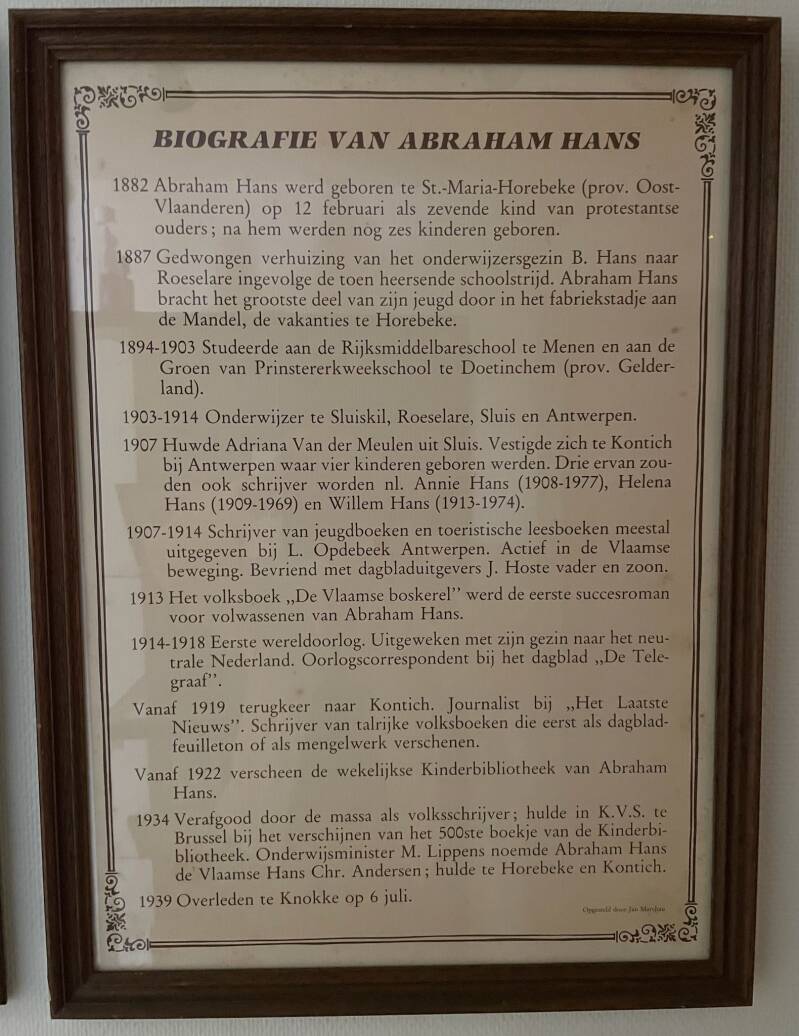 BIOGRAFIE VAN ABRAHAM HANS
1882 Abraham Hans werd geboren te St.-Maria-Horebeke (prov. Oost-
Vlaanderen) op 12 februari als zevende kind van protestantse
ouders; na hem werden nog zes kinderen geboren.
1887 Gedwongen verhuizing van het onderwijzersgezin B. Hans naar
Roeselare ingevolge de toen heersende schoolstrijd. Abraham Hans
bracht het grootste deel van zijn jeugd door in het fabriekstadje aan
de Mandel, de vakanties te Horebeke.
1894-1903 Studeerde aan de Rijksmiddelbareschool te Menen en aan de
Groen van Prinstererkweekschool te Doetinchem (prov. Gelder-
land).
1903-1914 Onderwijzer te Sluiskil, Roeselare, Sluis en Antwerpen.
1907 Huwde Adriana Van der Meulen uit Sluis. Vestigde zich te Kontich
bij Antwerpen waar vier kinderen geboren werden. Drie ervan zou-
den ook schrijver worden nl. Annie Hans (1908-1977), Helena
Hans (1909-1969) en Willem Hans (1913-1974).
1907-1914 Schrijver van jeugdboeken en toeristische leesboeken meestal
uitgegeven bij L. Opdebeek Antwerpen. Actief in de Vlaamse
beweging. Bevriend met dagbladuitgevers J. Hoste vader en zoon.
1913 Het volksboek „De Vlaamse boskerel” werd de eerste succesroman
voor volwassenen van Abraham Hans.
1914-1918 Eerste wereldoorlog. Uitgeweken met zijn gezin naar het neu-
trale Nederland. Oorlogscorrespondent bij het dagblad „De Tele-
graaf”.
Vanaf 1919 terugkeer naar Kontich. Journalist bij „Het Laatste
Nieuws”. Schrijver van talrijke volksboeken die eerst als dagblad-
feuilleton of als mengelwerk verschenen.
Vanaf 1922 verscheen de wekelijkse Kinderbibliotheek van Abraham
Hans.
1934 Verafgood door de massa als volksschrijver; hulde in K.V.S. te
Brussel bij het verschijnen van het 500ste boekje van de Kinderbi-
bliotheek. Onderwijsminister M. Lippens noemde Abraham Hans
de Vlaamse Hans Chr. Andersen; hulde te Horebeke en Kontich.
1939 Overleden te Knokke op 6 juli.
Opgesteld door Jan